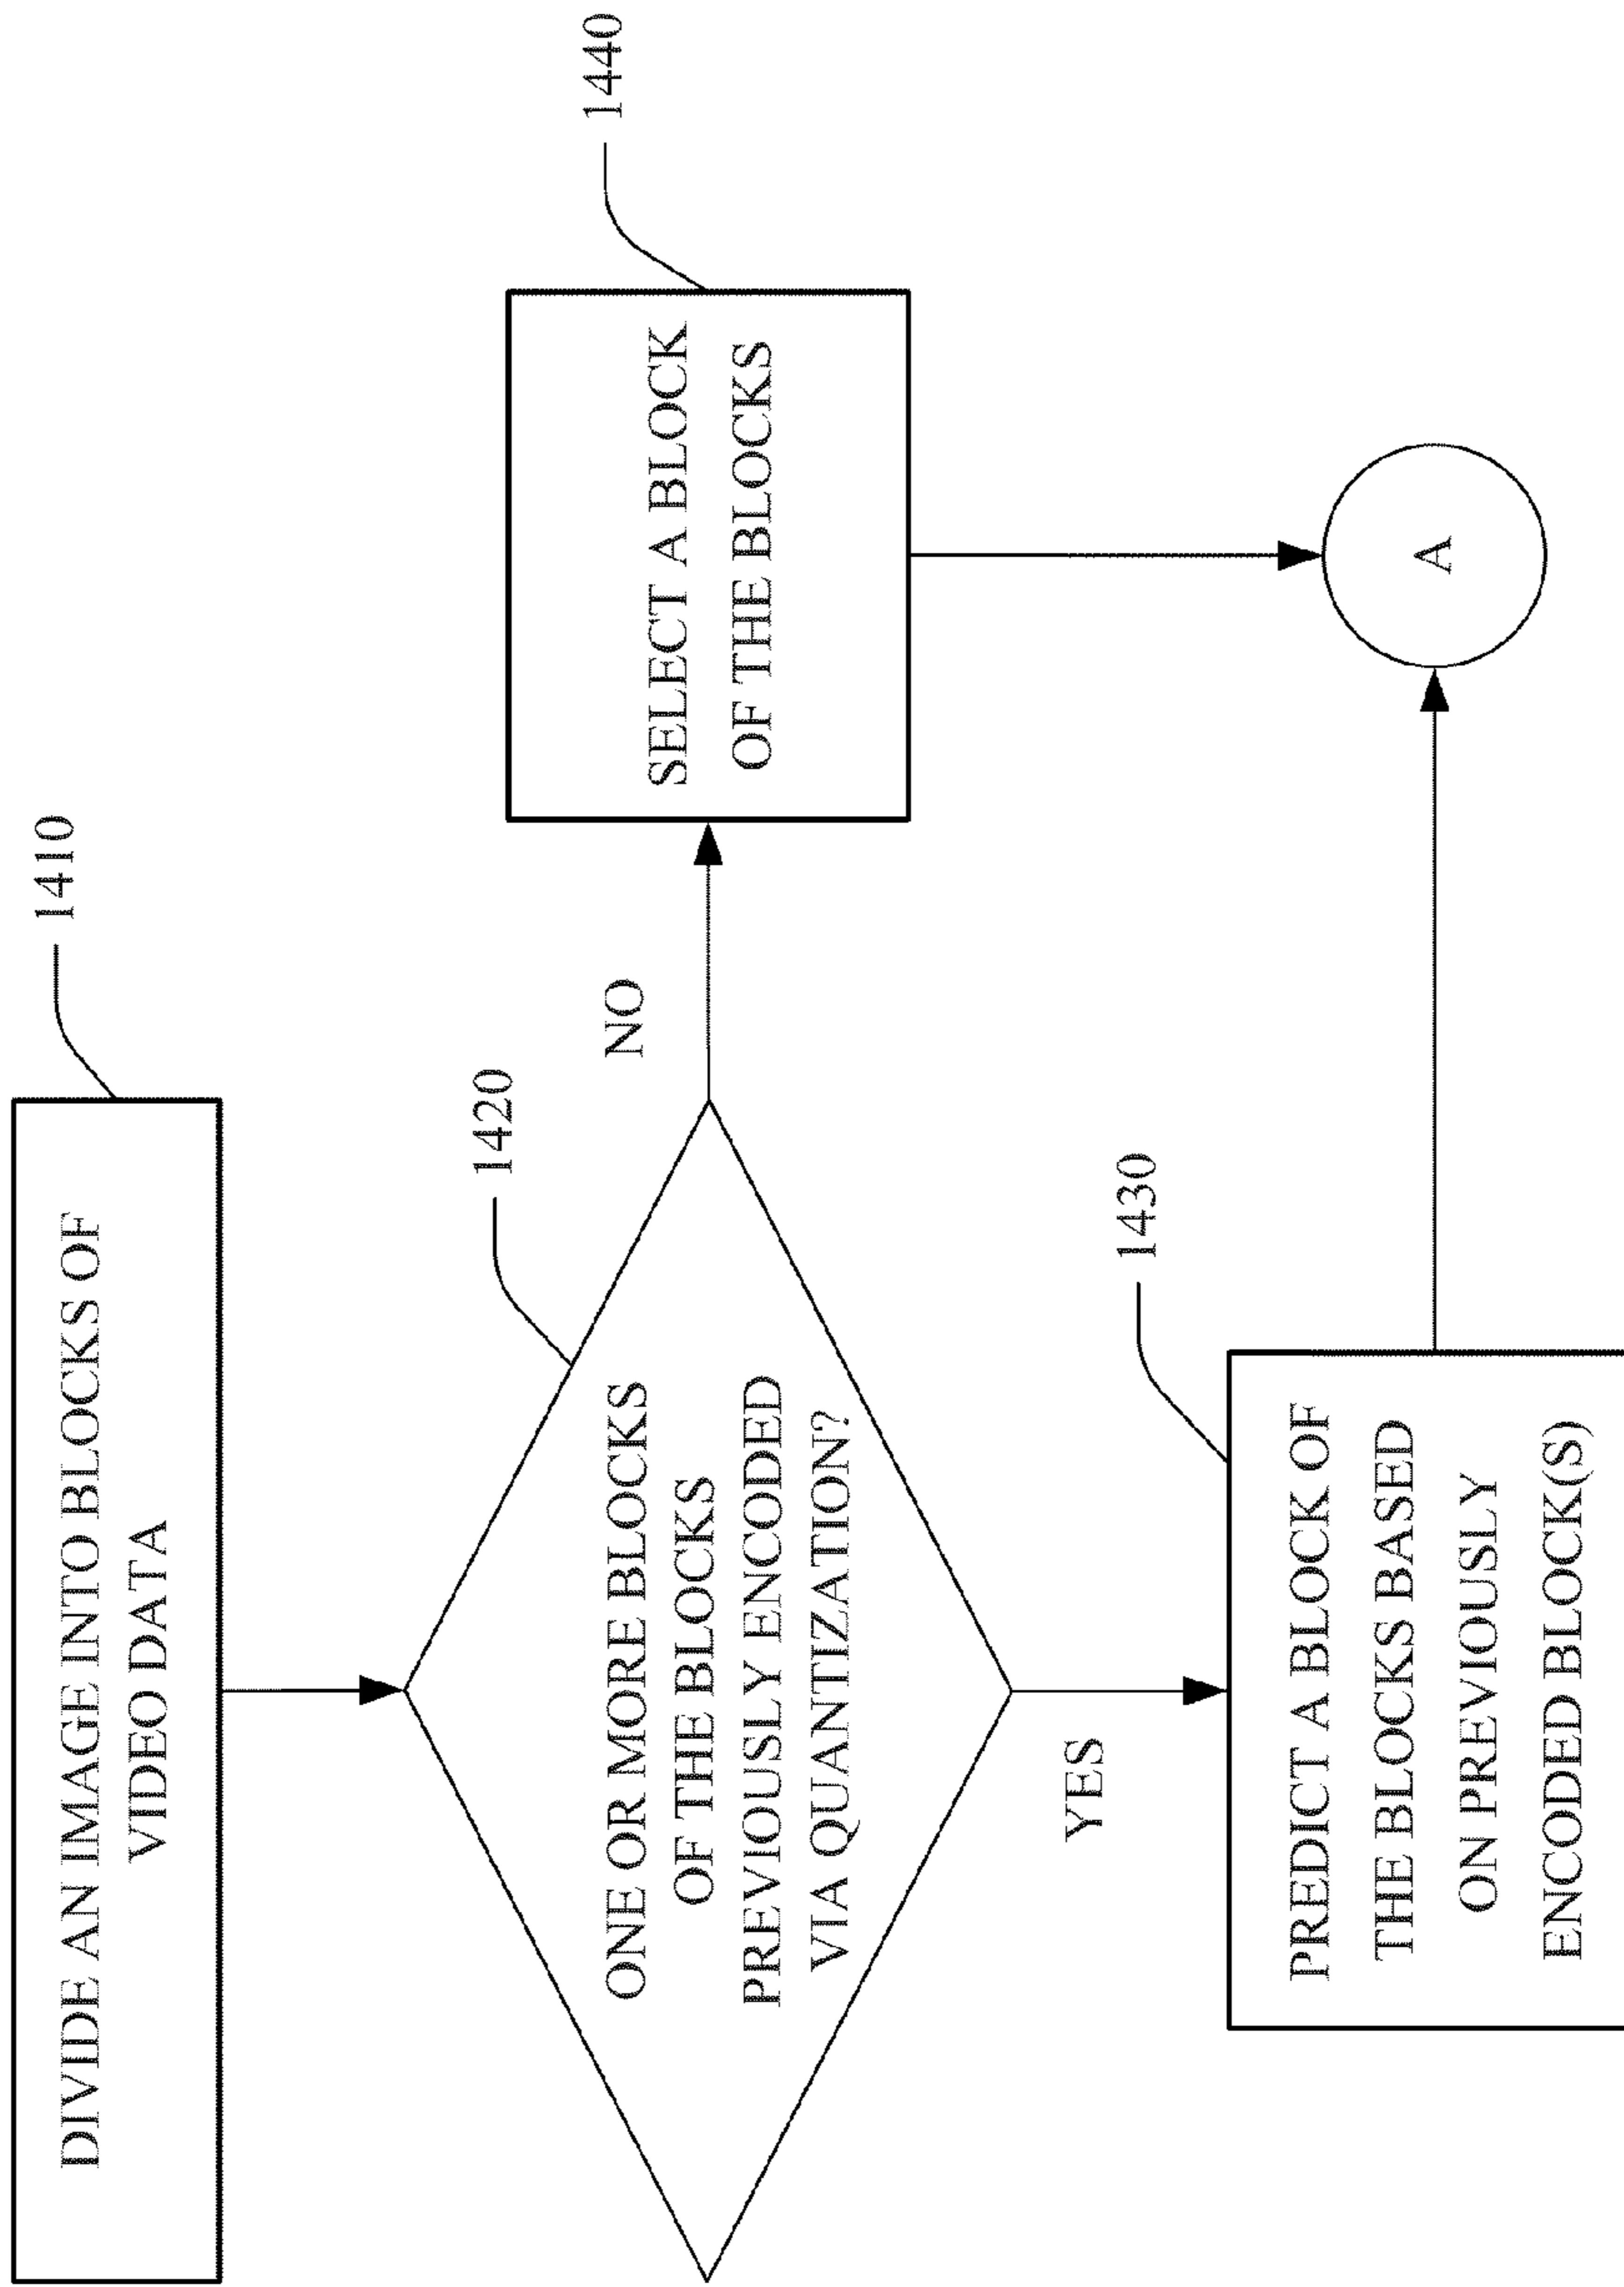 DIVIDE AN IMAGE INTO BLOCKS OF
VIDEO DATA
1410
ONE OR MORE BLOCKS
OF THE BLOCKS
PREVIOUSLY ENCODED
VIA QUANTIZATION?
1420
NO
SELECT A BLOCK
OF THE BLOCKS
1440
YES
PREDICT A BLOCK OF
THE BLOCKS BASED
ON PREVIOUSLY
ENCODED BLOCK(S)
1430
A